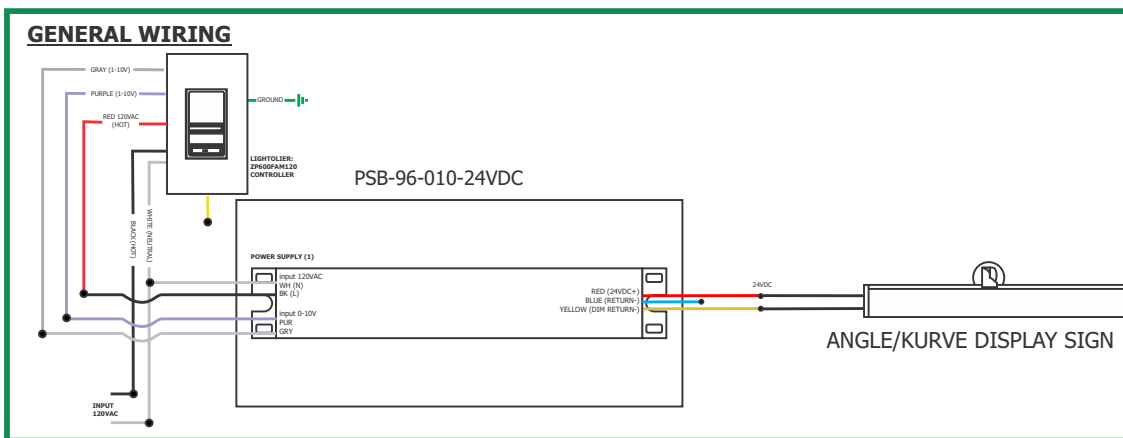 GENERAL WIRING
GRAY (1-10V)
PURPLE (1-10V)
RED 120VAC
(HOT)
GROUND
LIGHTOLIER:
ZP600FAM120
CONTROLLER
BLACK (HOT)
WHITE (NEUTRAL)
PSB-96-010-24VDC
POWER SUPPLY (1)
input 120VAC
WH (N)
BK (L)
input 0-10V
PUR
GRY
RED (24VDC+)
BLUE (RETURN-)
YELLOW (DIM RETURN-)
24VDC
ANGLE/KURVE DISPLAY SIGN
INPUT
120VAC